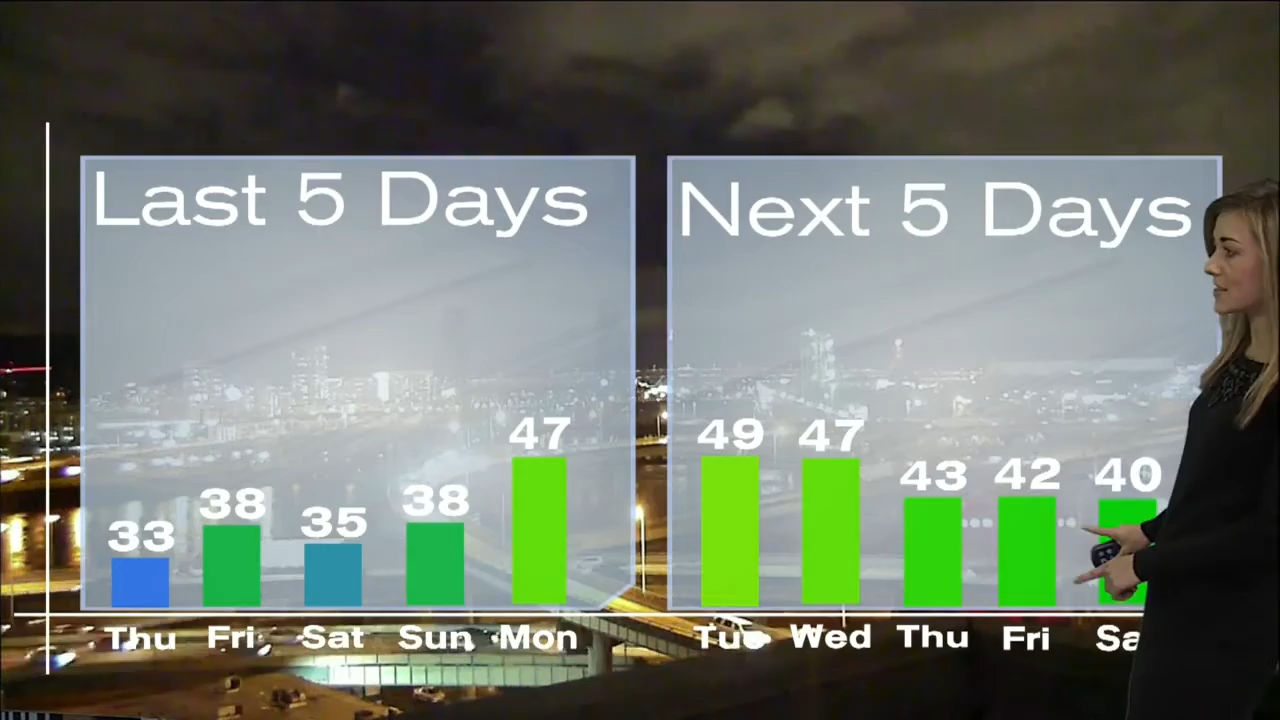 Last 5 Days
33 38 35 38 47
Thu Fri Sat Sun Mon
Next 5 Days
49 47 43 42 40
Tue Wed Thu Fri Sa